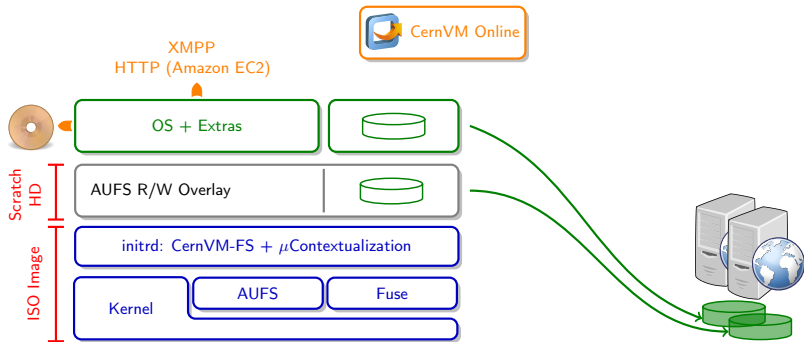 CernVM Online
XMPP
HTTP (Amazon EC2)
OS + Extras
Scratch
HD
AUFS R/W Overlay
ISO Image
initrd: CernVM-FS + μContextualization
Kernel
AUFS
Fuse